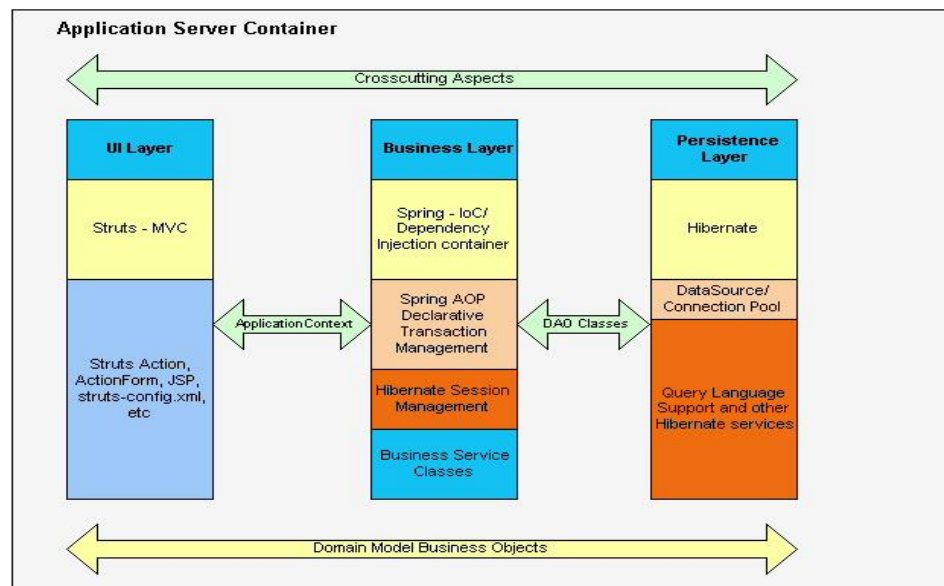 Application Server Container
Crosscutting Aspects
UI Layer
Struts - MVC
Struts Action,
ActionForm, JSP,
struts-config.xml,
etc
ApplicationContext
Business Layer
Spring - IoC/
Dependency
Injection container
Spring AOP
Declarative
Transaction
Management
Hibernate Session
Management
Business Service
Classes
DAO Classes
Persistence
Layer
Hibernate
DataSource/
Connection Pool
Query Language
Support and other
Hibernate services
Domain Model Business Objects